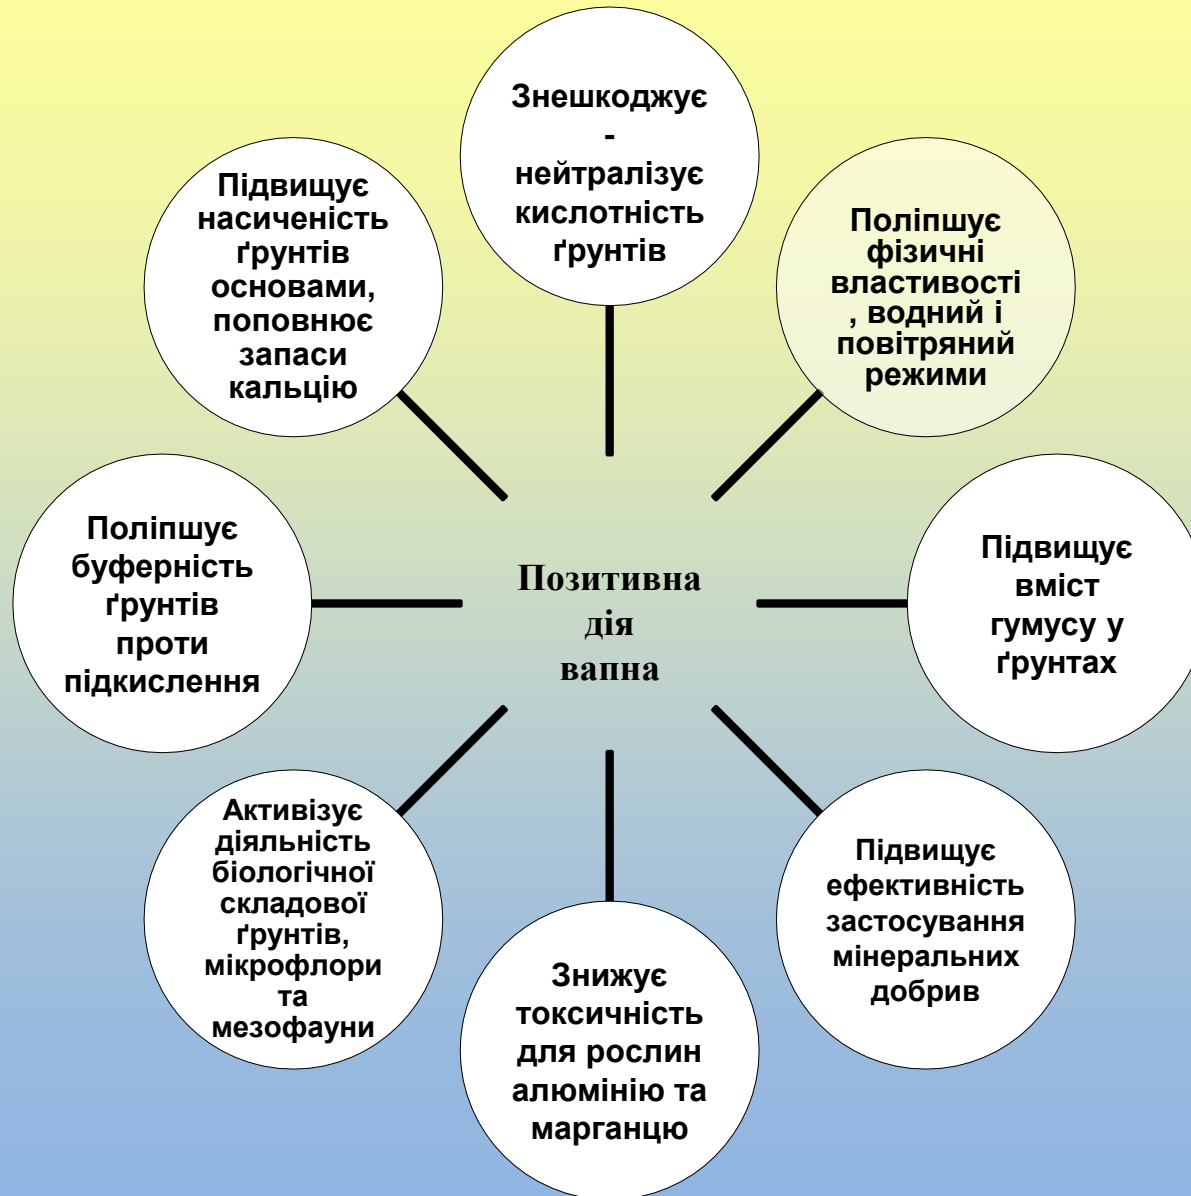 Знешкоджує
-
нейтралізує
кислотність
ґрунтів
Поліпшує
фізичні
властивості
, водний і
повітряний
режими
Підвищує
вміст
гумусу у
ґрунтах
Підвищує
ефективність
застосування
мінеральних
добрив
Знижує
токсичність
для рослин
алюмінію та
марганцю
Активізує
діяльність
біологічної
складової
ґрунтів,
мікрофлори
та
мезофауни
Поліпшує
буферність
ґрунтів
проти
підкислення
Підвищує
насиченість
ґрунтів
основами,
поповнює
запаси
кальцію
Позитивна
дія
вапна